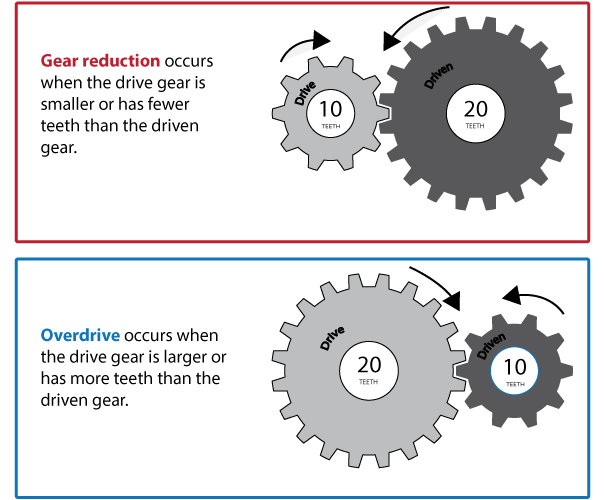 Gear reduction occurs
when the drive gear is
smaller or has fewer
teeth than the driven
gear.
Drive
10
TEETH
Driven
20
TEETH
Overdrive occurs when
the drive gear is larger or
has more teeth than the
driven gear.
Drive
20
TEETH
Driven
10
TEETH